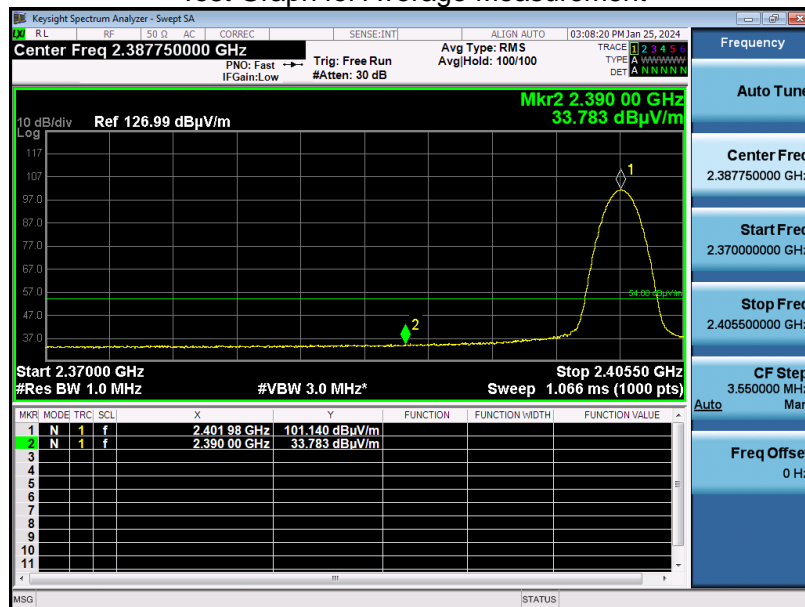 Test Graph for Average Measurement
Keysight Spectrum Analyzer - Swept SA
LXI RL RF 50 Ω AC CORREC SENSE:INT ALIGN AUTO 03:08:20 PM Jan 25, 2024
Center Freq 2.387750000 GHz
PNO: Fast
IFGain:Low
Trig: Free Run
#Atten: 30 dB
Avg Type: RMS
Avg|Hold: 100/100
TRACE 1 2 3 4 5 6
TYPE A WWWWW
DET A N N N N N
Mkr2 2.390 00 GHz
33.783 dBµV/m
10 dB/div Ref 126.99 dBµV/m
Log
117
107
97.0
87.0
77.0
67.0
57.0
47.0
37.0
1
2
54.00 dBµV/m
Start 2.37000 GHz Stop 2.40550 GHz
#Res BW 1.0 MHz #VBW 3.0 MHz* Sweep 1.066 ms (1000 pts)
MKR MODE TRC SCL X Y FUNCTION FUNCTION WIDTH FUNCTION VALUE
1 N 1 f 2.401 98 GHz 101.140 dBµV/m
2 N 1 f 2.390 00 GHz 33.783 dBµV/m
3
4
5
6
7
8
9
10
11
MSG STATUS
Frequency
Auto Tune
Center Freq
2.387750000 GHz
Start Freq
2.370000000 GHz
Stop Freq
2.405500000 GHz
CF Step
3.550000 MHz
Auto Man
Freq Offset
0 Hz